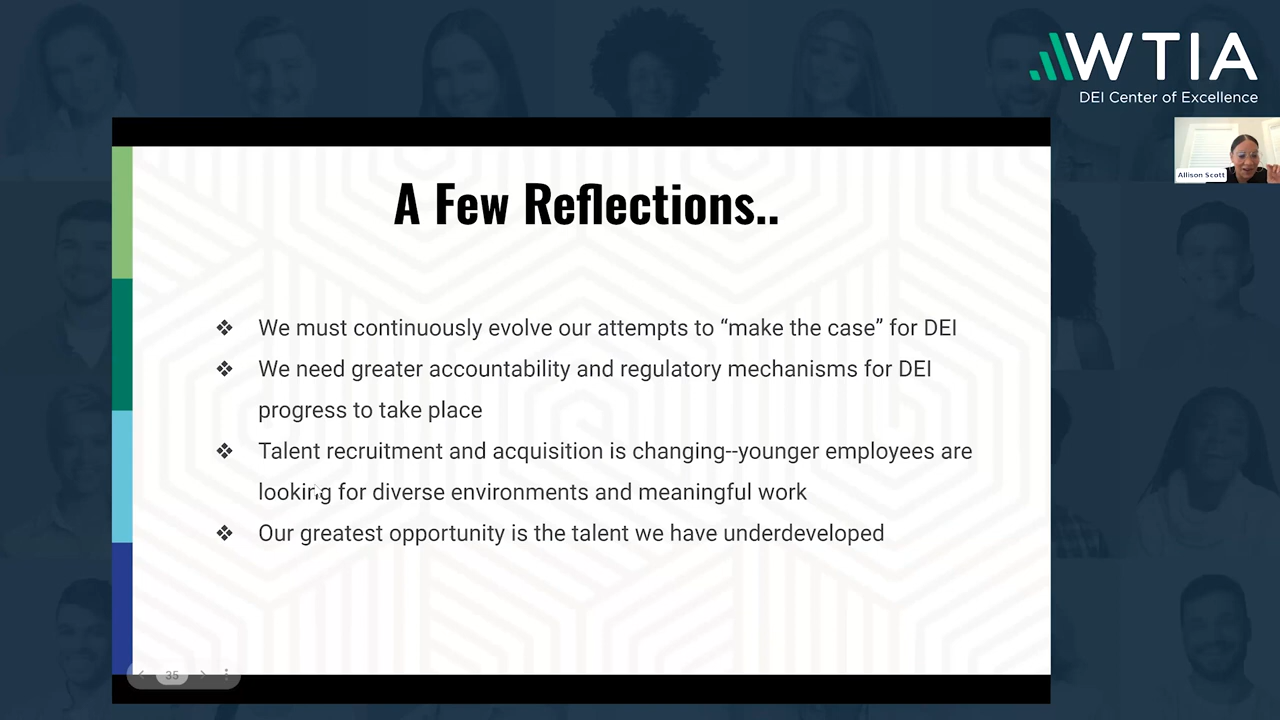 WTIA
DEI Center of Excellence
Allison Scott
A Few Reflections..
❖ We must continuously evolve our attempts to “make the case” for DEI
❖ We need greater accountability and regulatory mechanisms for DEI
progress to take place
❖ Talent recruitment and acquisition is changing--younger employees are
looking for diverse environments and meaningful work
❖ Our greatest opportunity is the talent we have underdeveloped
35